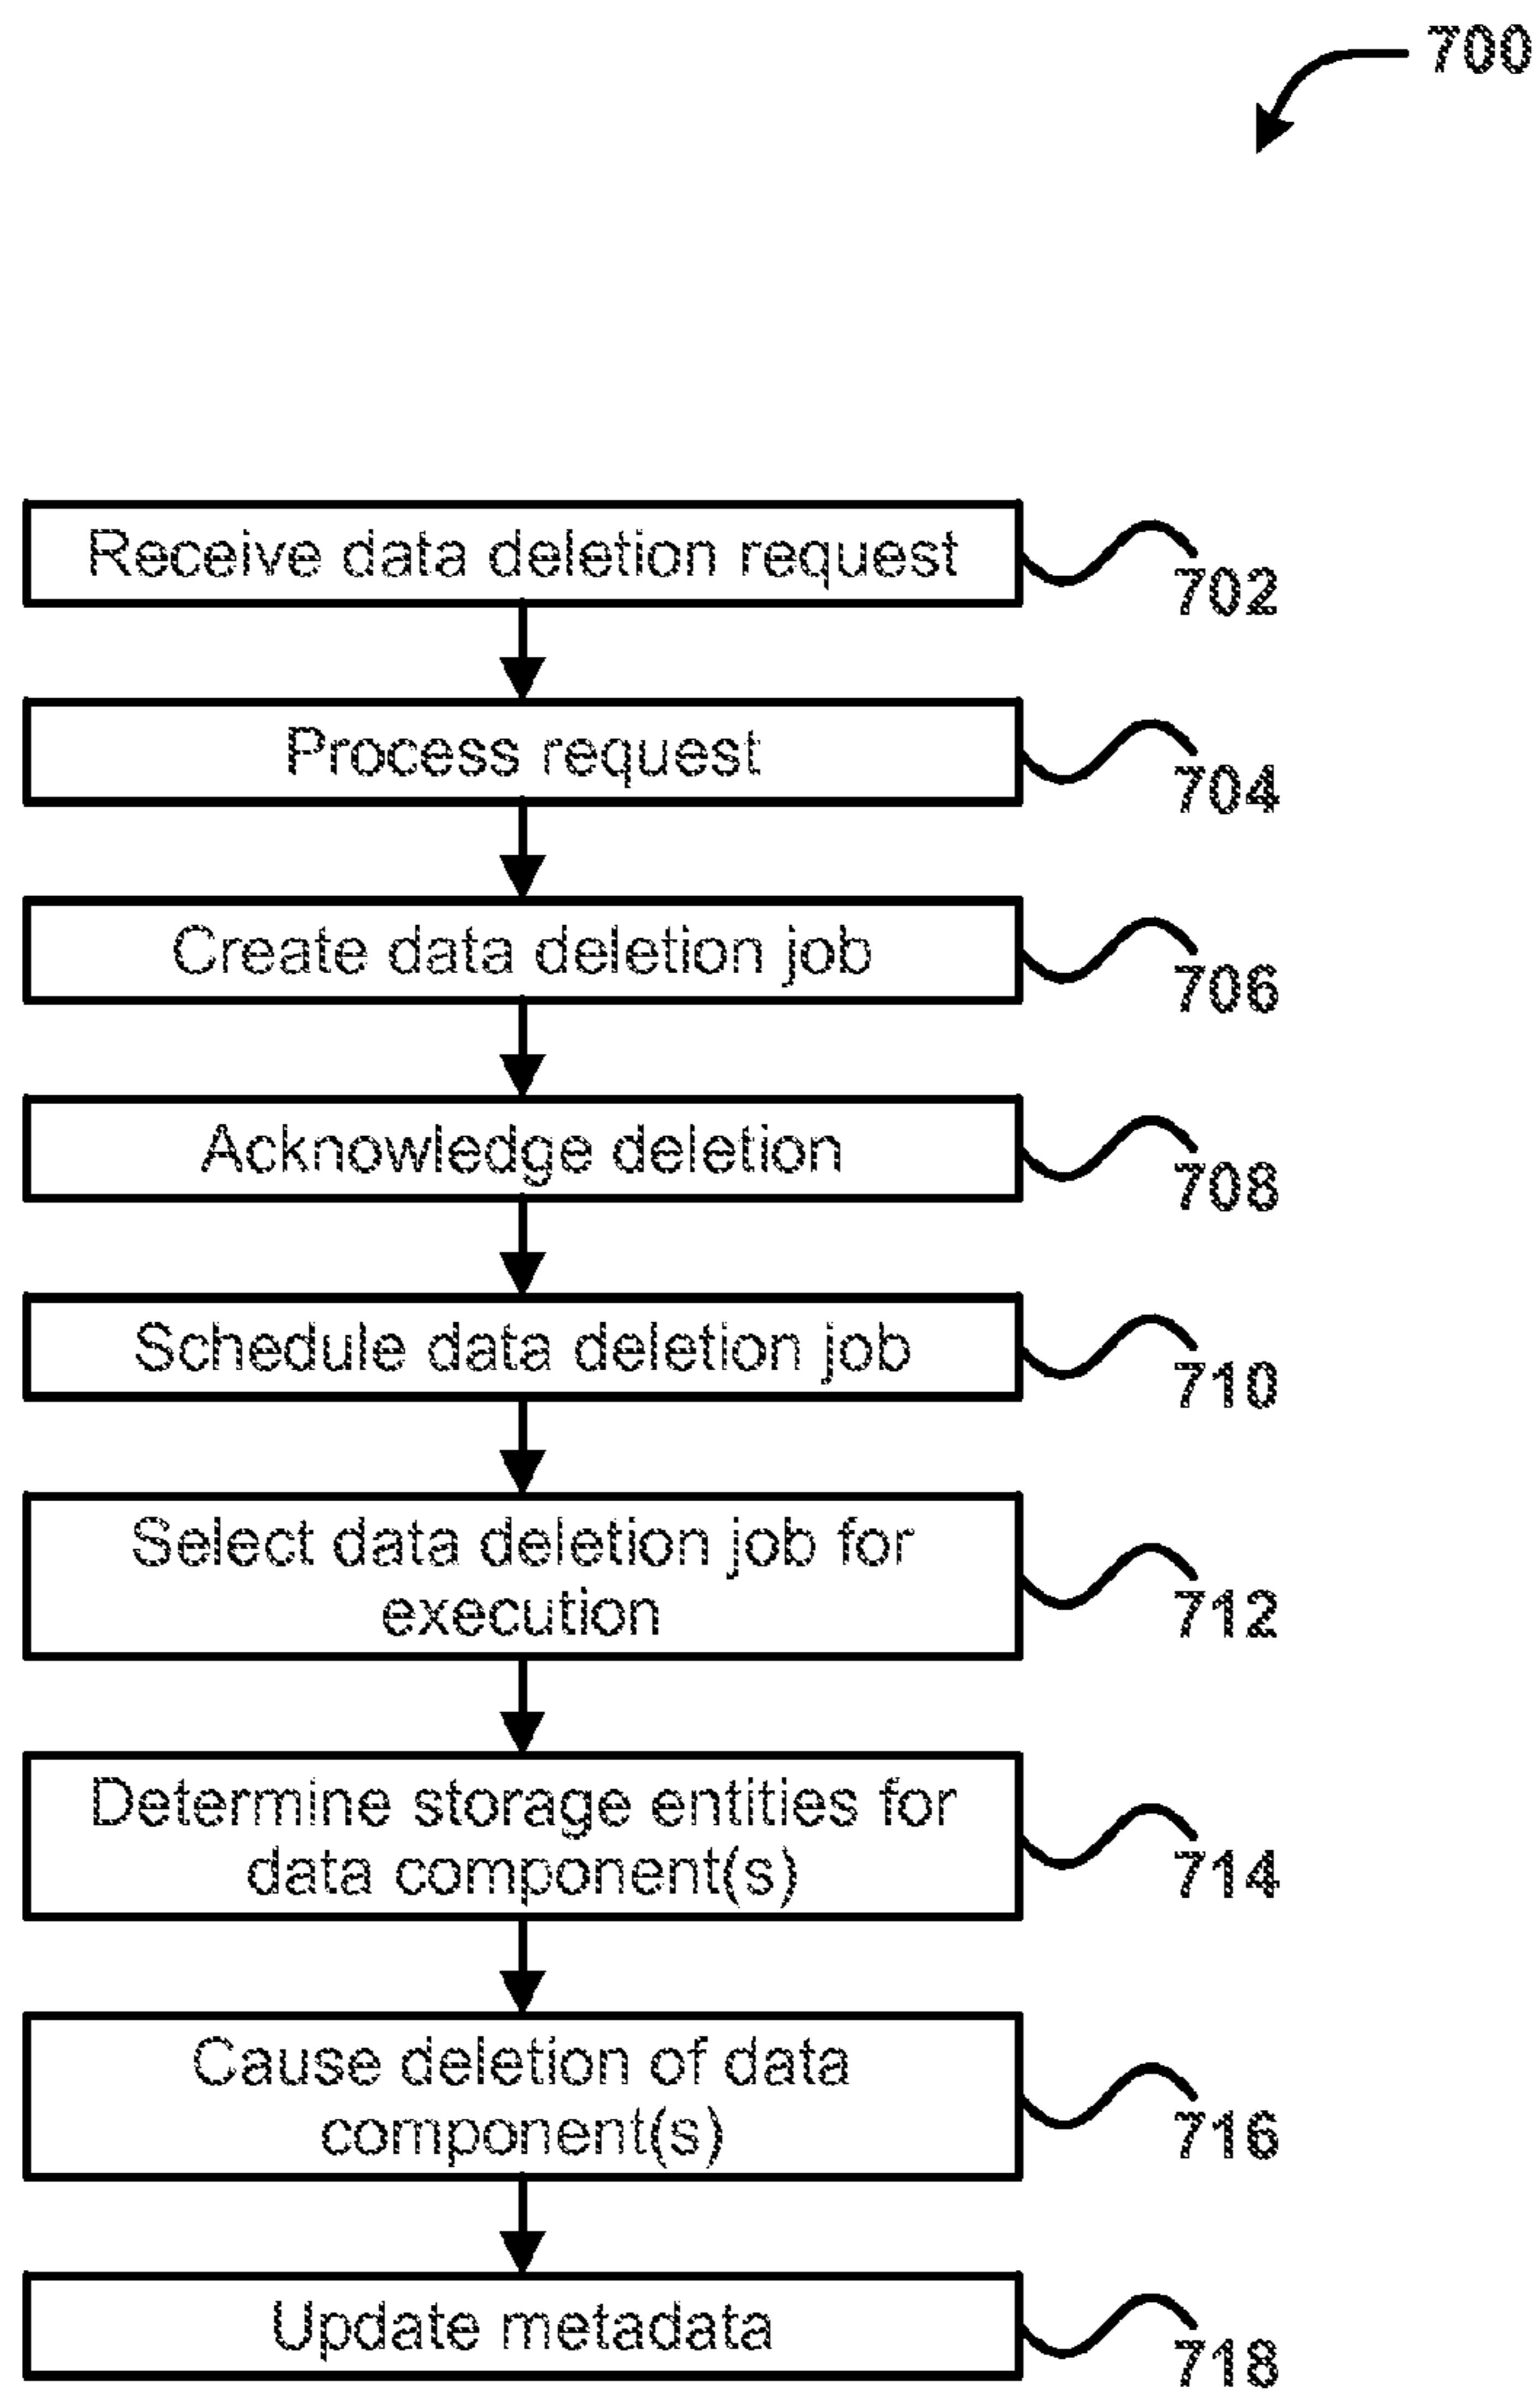 700
Receive data deletion request
702
Process request
704
Create data deletion job
706
Acknowledge deletion
708
Schedule data deletion job
710
Select data deletion job for
execution
712
Determine storage entities for
data component(s)
714
Cause deletion of data
component(s)
716
Update metadata
718